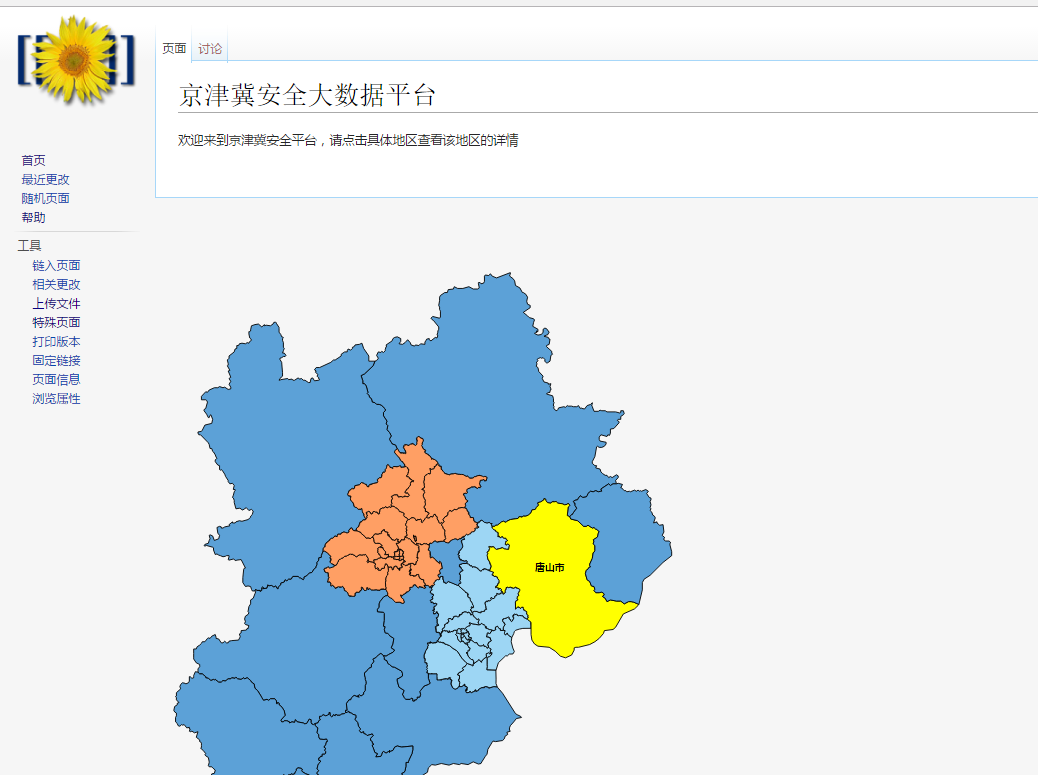 页面 讨论
京津冀安全大数据平台
欢迎来到京津冀安全平台，请点击具体地区查看该地区的详情
首页
最近更改
随机页面
帮助
工具
链入页面
相关更改
上传文件
特殊页面
打印版本
固定链接
页面信息
浏览属性
唐山市